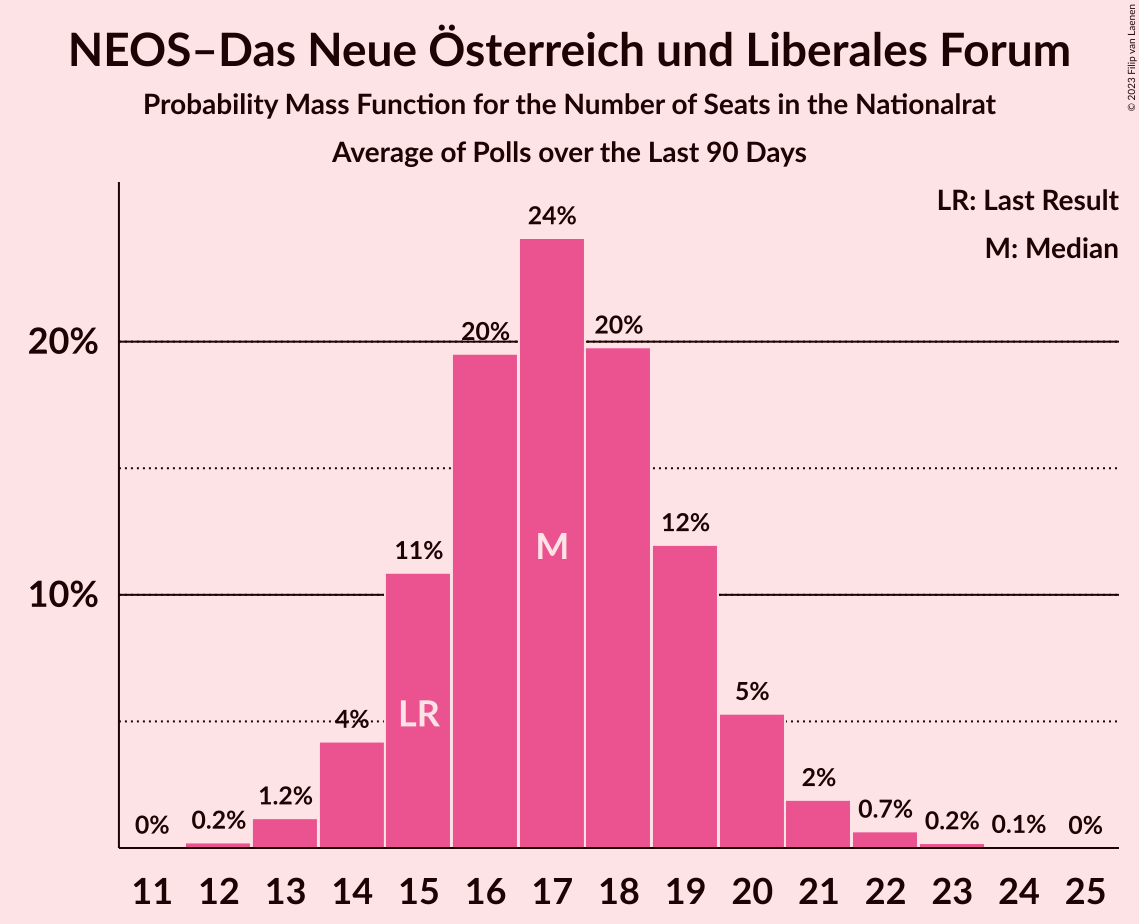 NEOS–Das Neue Österreich und Liberales Forum
Probability Mass Function for the Number of Seats in the Nationalrat
Average of Polls over the Last 90 Days
© 2023 Filip van Laenen
LR: Last Result
M: Median
20%
10%
0%
0.2%
1.2%
4%
11%
20%
24%
20%
12%
5%
2%
0.7%
0.2%
0.1%
0%
LR
M
11 12 13 14 15 16 17 18 19 20 21 22 23 24 25